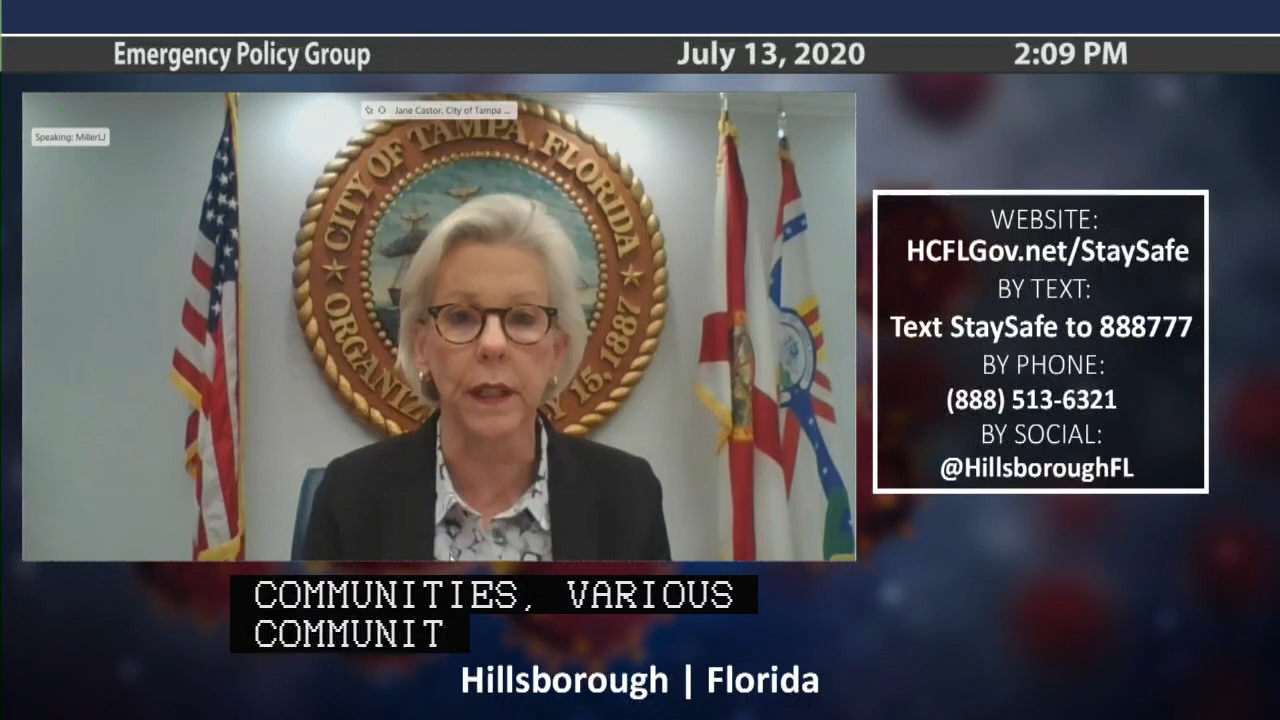 Emergency Policy Group
July 13, 2020
2:09 PM
Jane Castor, City of Tampa ...
Speaking: MillerLJ
CITY OF TAMPA, FLORIDA
ORGANIZ
Y 15, 1887
WEBSITE:
HCFLGov.net/StaySafe
BY TEXT:
Text StaySafe to 888777
BY PHONE:
(888) 513-6321
BY SOCIAL:
@HillsboroughFL
COMMUNITIES, VARIOUS
COMMUNIT
Hillsborough | Florida